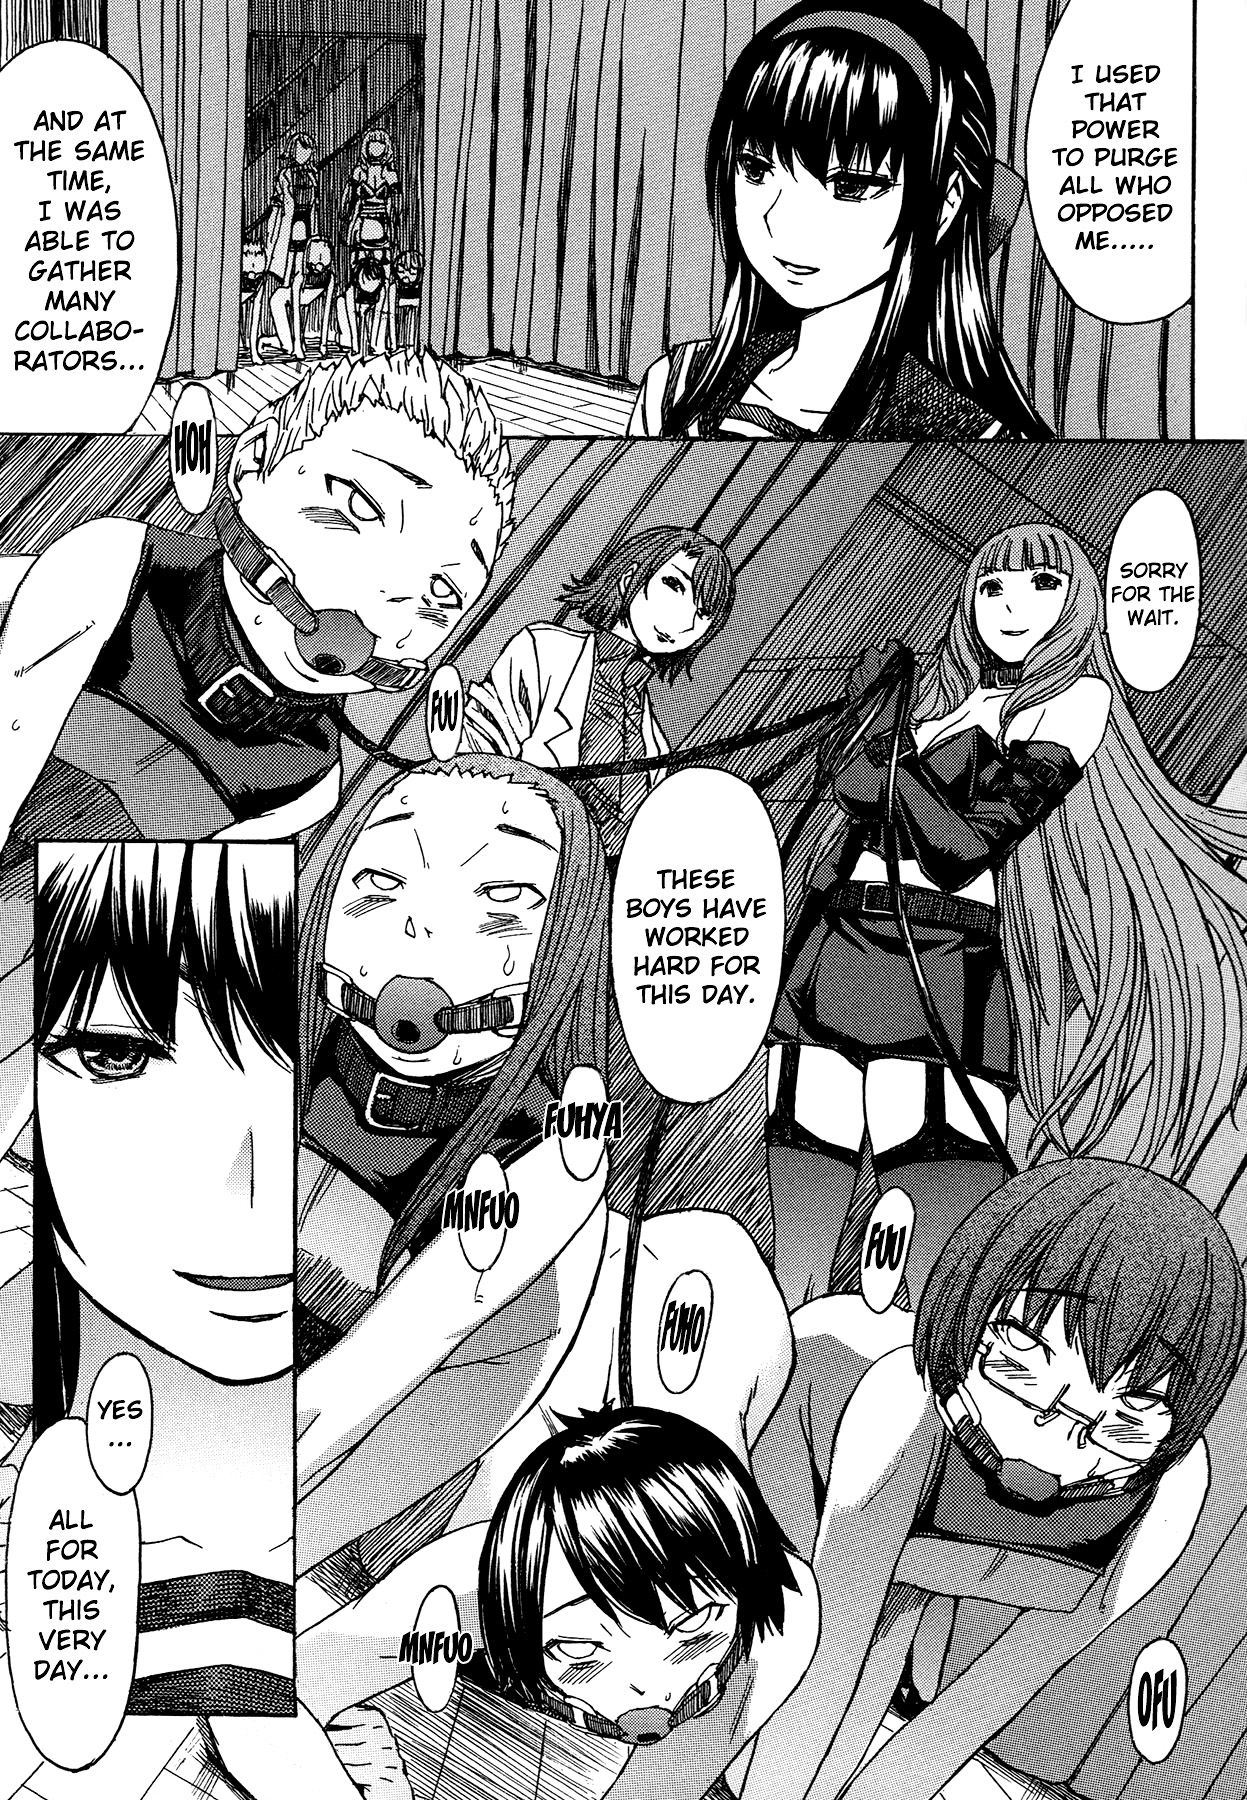 I USED
THAT
POWER
TO PURGE
ALL WHO
OPPOSED
ME.....
AND AT
THE SAME
TIME,
I WAS
ABLE TO
GATHER
MANY
COLLABO-
RATORS...
HOH
SORRY
FOR THE
WAIT.
FUU
THESE
BOYS HAVE
WORKED
HARD FOR
THIS DAY.
FUHYA
MNFUO
FUU
FUHO
MNFUO
OFU
YES
...
ALL
FOR
TODAY,
THIS
VERY
DAY...